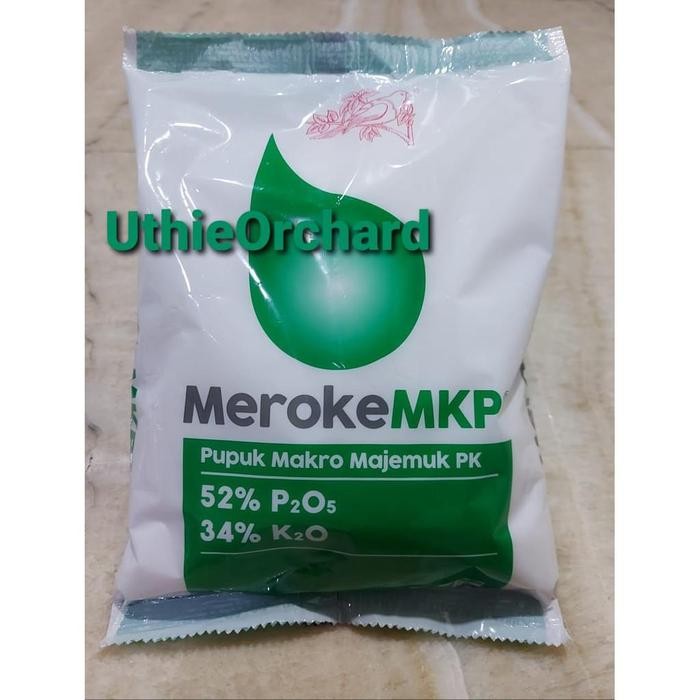 UthieOrchard
MerokeMKP
Pupuk Makro Majemuk PK
52% P₂O₅
34% K₂O